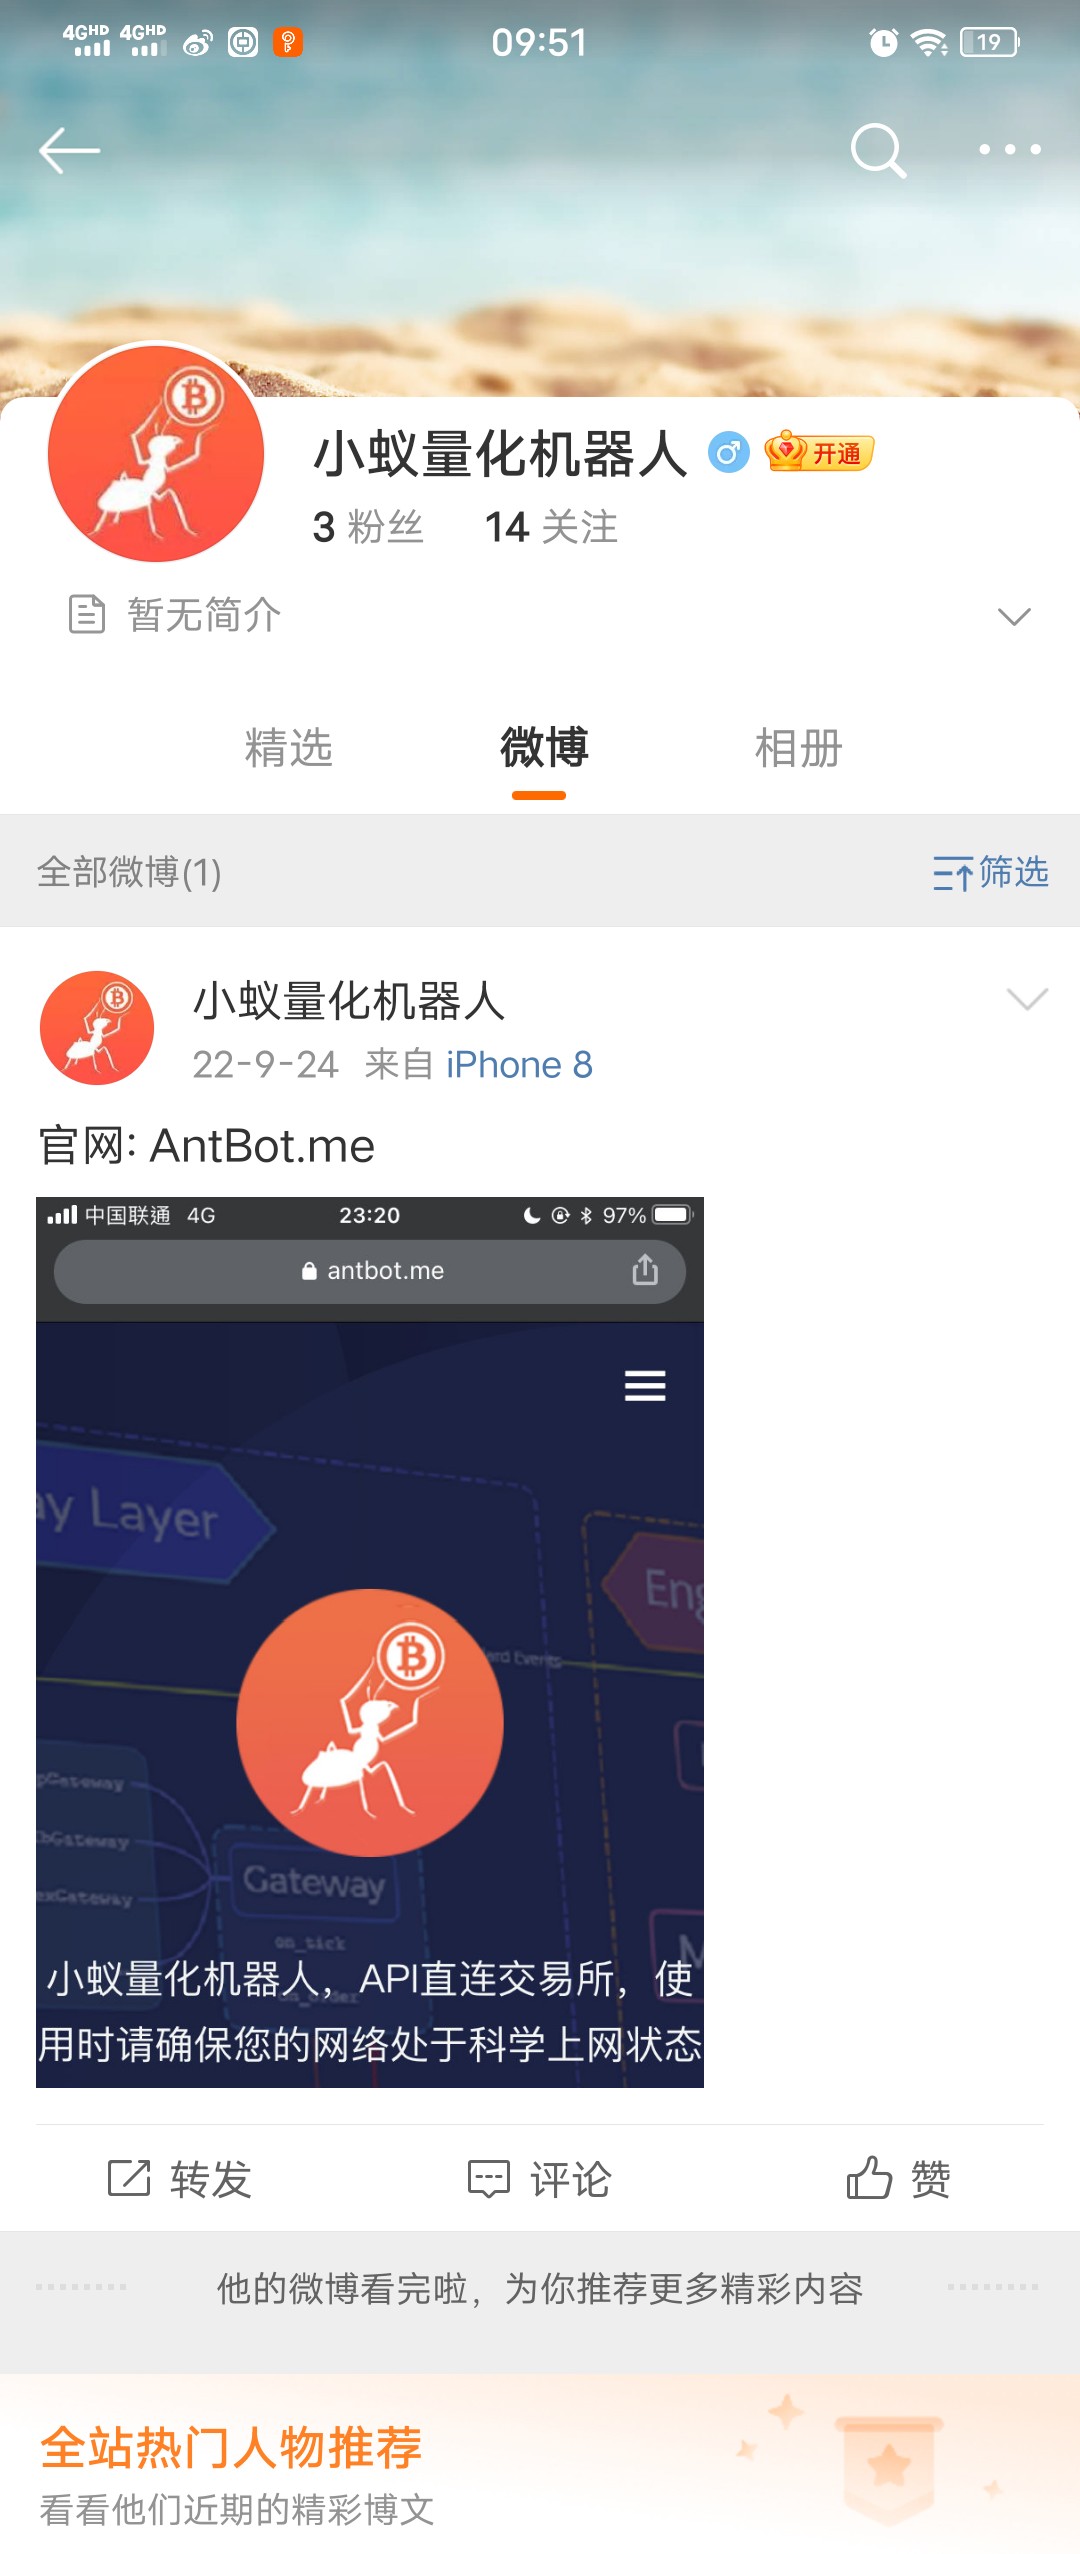 4GHD 4GHD 09:51 19
小蚁量化机器人 开通
3 粉丝 14 关注
暂无简介
精选 微博 相册
全部微博(1) 筛选
小蚁量化机器人
22-9-24 来自 iPhone 8
官网: AntBot.me
中国联通 4G 23:20 97%
antbot.me
ay Layer
Eng
ard Events
Gateway
Gateway
Gateway
Gateway
on_tick
小蚁量化机器人，API直连交易所，使
用时请确保您的网络处于科学上网状态
转发 评论 赞
他的微博看完啦，为你推荐更多精彩内容
全站热门人物推荐
看看他们近期的精彩博文